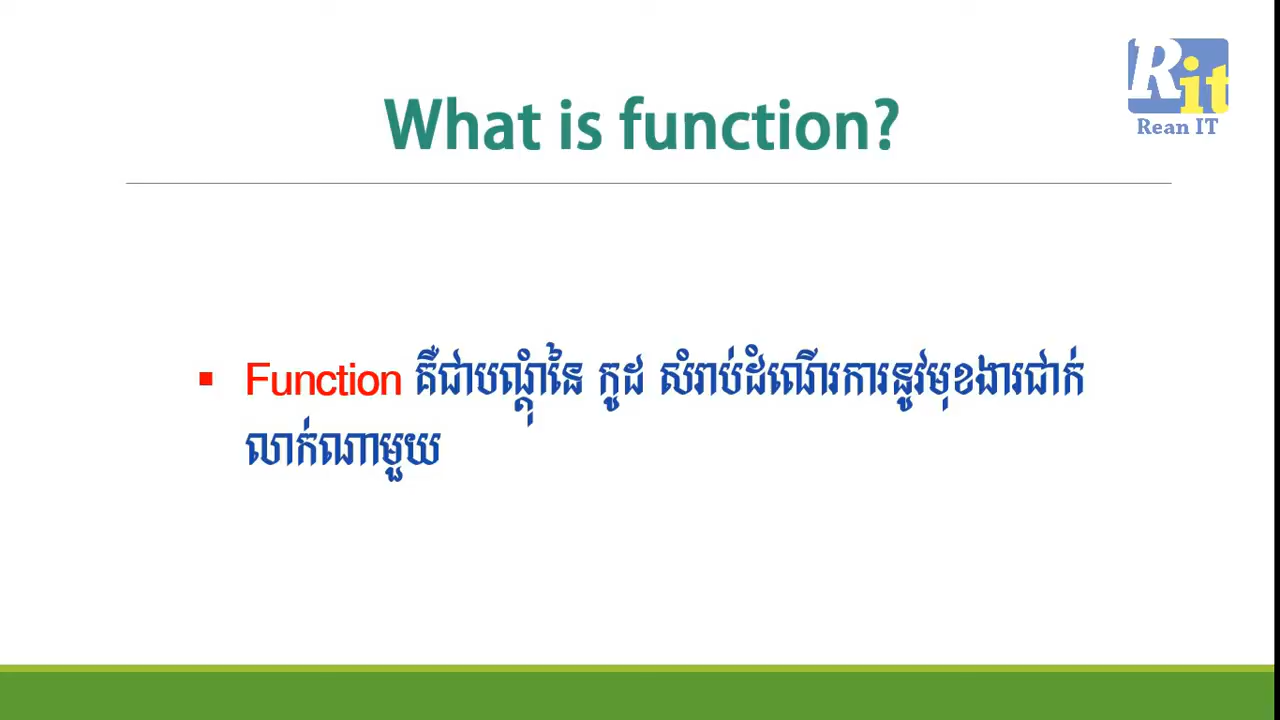 Rit
Rean IT
What is function?
▪ Function គឺជាបណ្តុំនៃ កូដ សំរាប់ដំណើរការនូវមុខងារជាក់
លាក់ណាមួយ